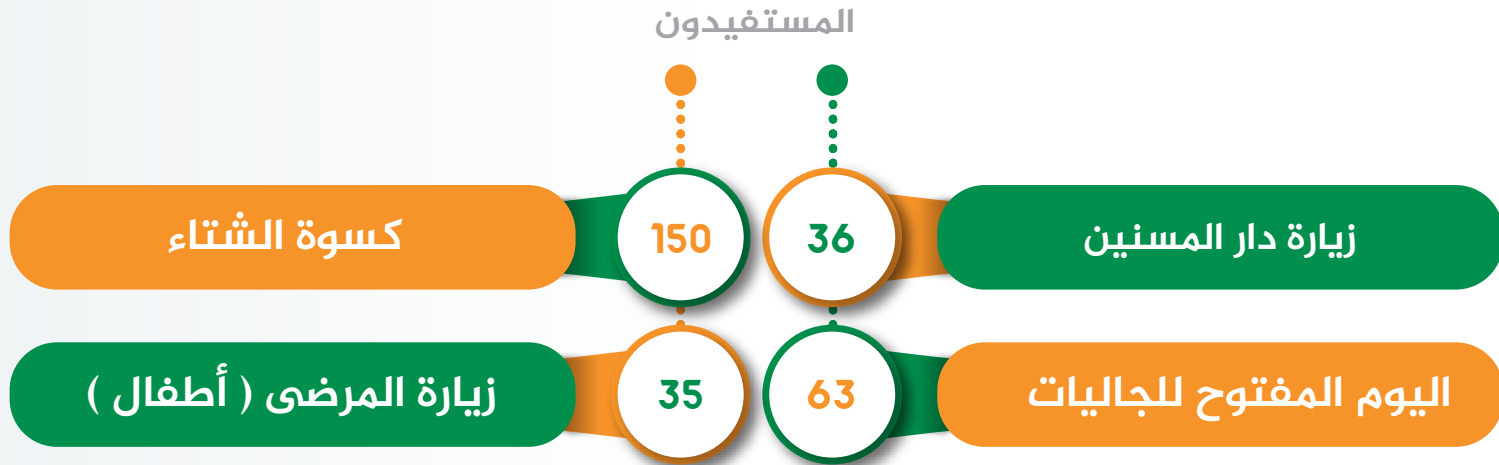 المستفيدون
زيارة دار المسنين
36
150
كسوة الشتاء
اليوم المفتوح للجاليات
63
35
زيارة المرضى ( أطفال )